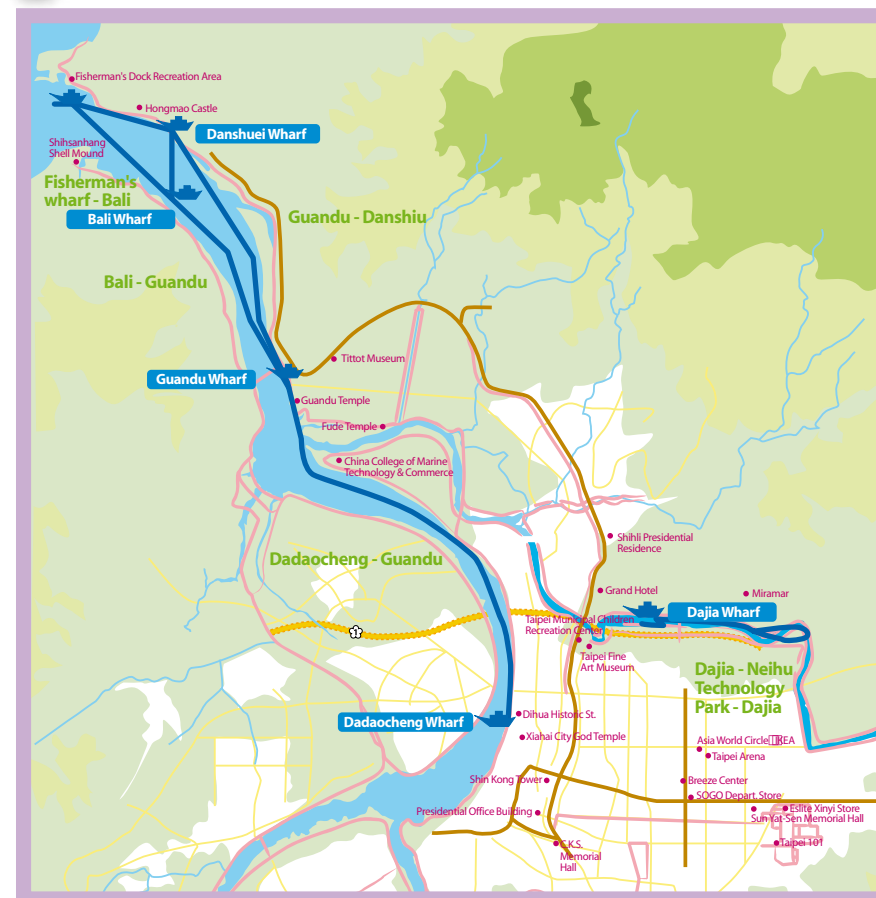 Fisherman's Dock Recreation Area
Hongmao Castle
Danshuei Wharf
Shihsanhang
Shell Mound
Fisherman's
wharf - Bali
Bali Wharf
Guandu - Danshiu
Bali - Guandu
Tittot Museum
Guandu Wharf
Guandu Temple
Fude Temple
China College of Marine
Technology & Commerce
Shihli Presidential
Residence
Dadaocheng - Guandu
Grand Hotel
Miramar
Dajia Wharf
Taipei Municipal Children
Recreation Center
Taipei Fine
Art Museum
Dajia - Neihu
Technology
Park - Dajia
Dihua Historic St.
Dadaocheng Wharf
Xiahai City God Temple
Asia World Circle IKEA
Taipei Arena
Shin Kong Tower
Breeze Center
SOGO Depart. Store
Presidential Office Building
Eslite Xinyi Store
Sun Yat-Sen Memorial Hall
C.K.S.
Memorial
Hall
Taipei 101